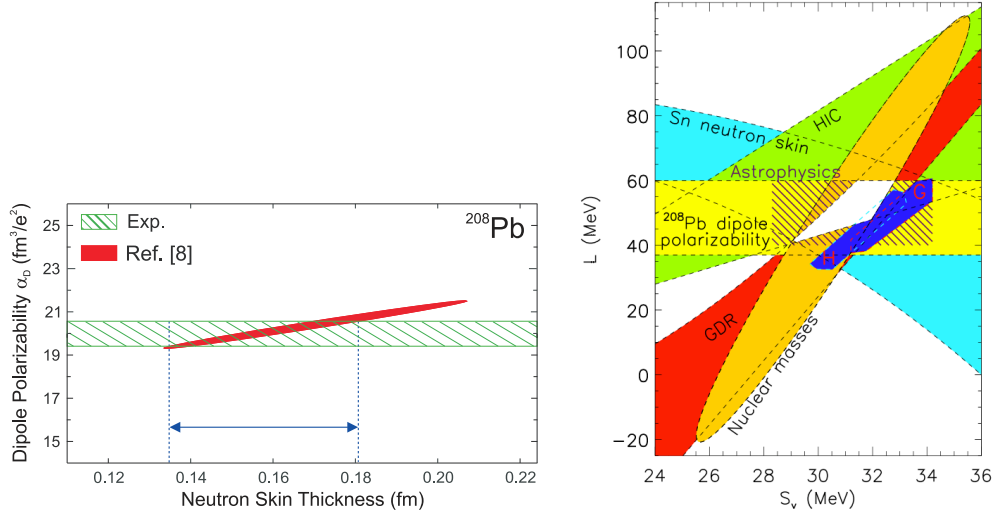 Dipole Polarizability α_D (fm³/e²)
25
23
21
19
17
15
Exp.
Ref. [8]
²⁰⁸Pb
0.12
0.14
0.16
0.18
0.20
0.22
Neutron Skin Thickness (fm)
L (MeV)
100
80
60
40
20
0
−20
Sn neutron skin
HIC
Astrophysics
G
²⁰⁸Pb dipole
polarizability
H
GDR
Nuclear masses
24
26
28
30
32
34
36
S_v (MeV)